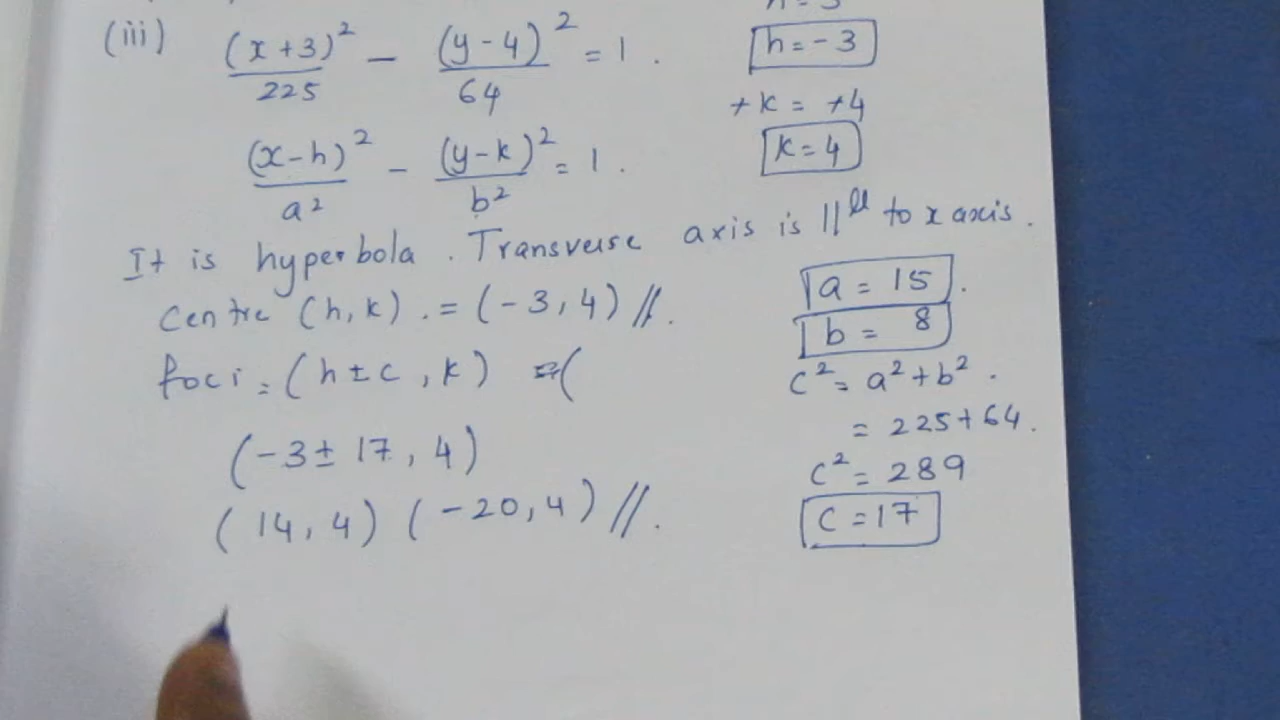 h = 3
(iii) (x+3)²/225 − (y-4)²/64 = 1 .
h = -3
+k = +4
k = 4
(x-h)²/a² − (y-k)²/b² = 1 .
It is hyperbola . Transverse axis is ||ˡˡ to x axis .
centre (h,k) . = (-3, 4) //.
a = 15 .
b = 8
foci = (h ± c , k) = (
c² = a² + b² .
= 225 + 64 .
(-3 ± 17, 4)
c² = 289
(14, 4) (-20, 4) //.
c = 17